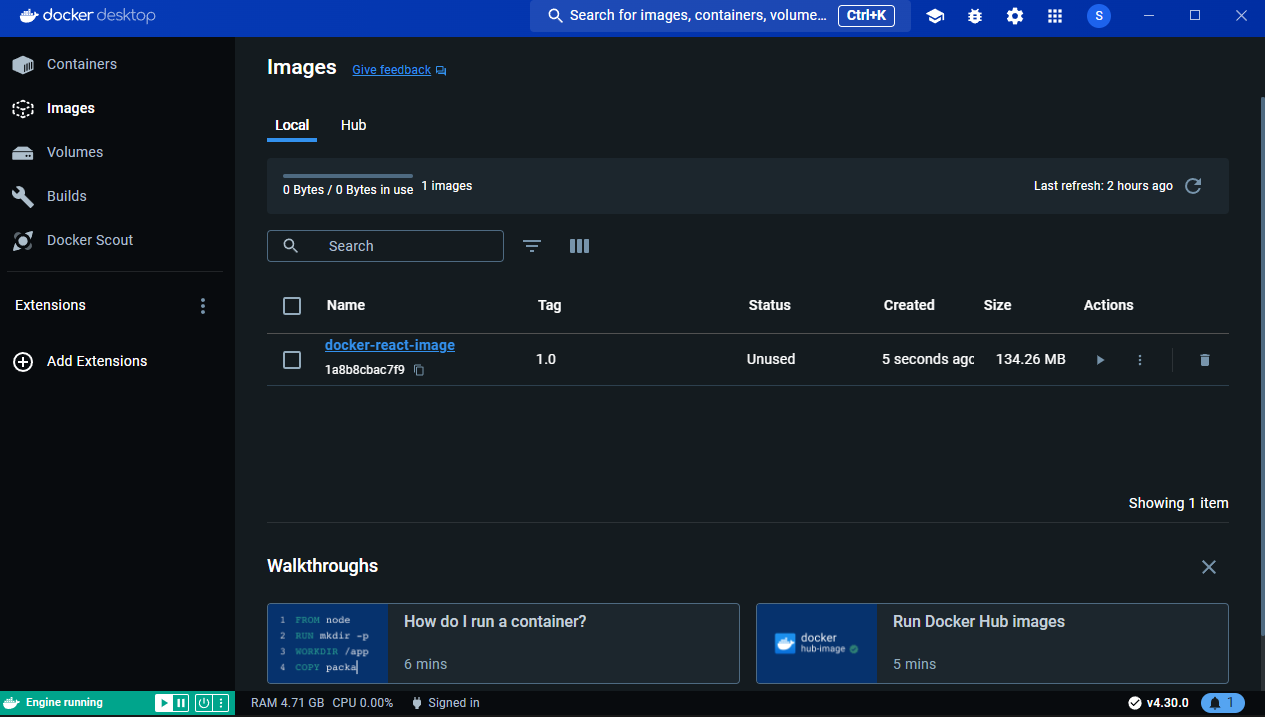 docker desktop
Search for images, containers, volume... Ctrl+K
S
Containers
Images
Volumes
Builds
Docker Scout
Extensions
Add Extensions
Images Give feedback
Local Hub
0 Bytes / 0 Bytes in use 1 images Last refresh: 2 hours ago
Search
Name Tag Status Created Size Actions
docker-react-image
1a8b8cbac7f9
1.0 Unused 5 seconds agc 134.26 MB
Showing 1 item
Walkthroughs
1 FROM node
2 RUN mkdir -p
3 WORKDIR /app
4 COPY packa
How do I run a container?
6 mins
docker
hub-image
Run Docker Hub images
5 mins
Engine running RAM 4.71 GB CPU 0.00% Signed in v4.30.0 1